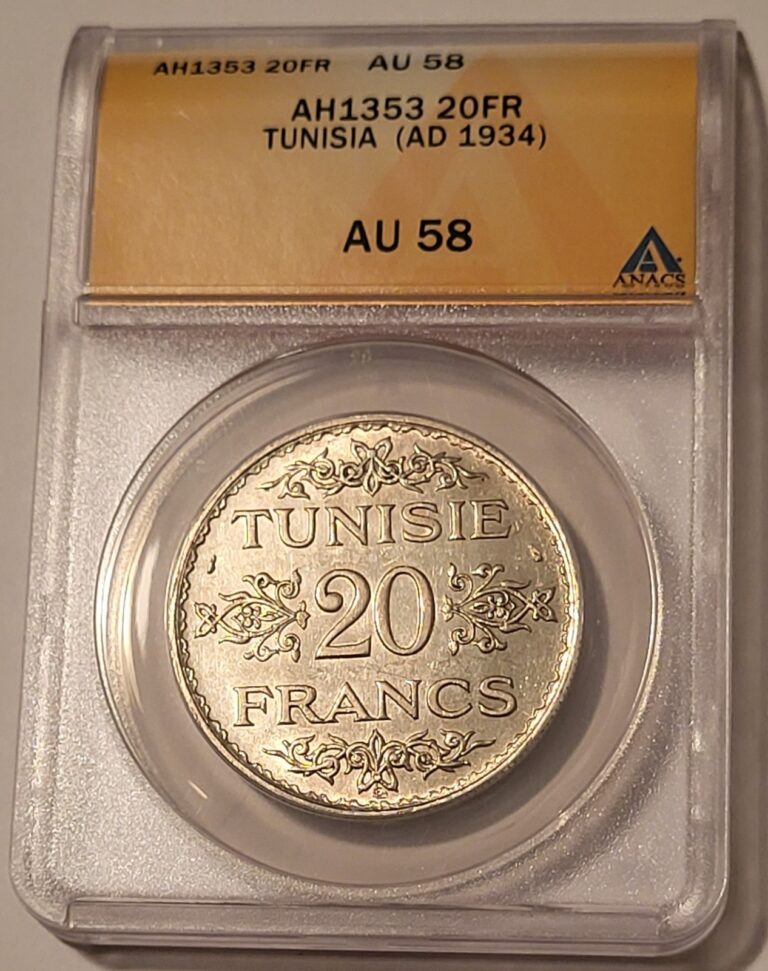 AH1353 20FR AU 58
AH1353 20FR
TUNISIA (AD 1934)
AU 58
ANACS
TUNISIE
20
FRANCS